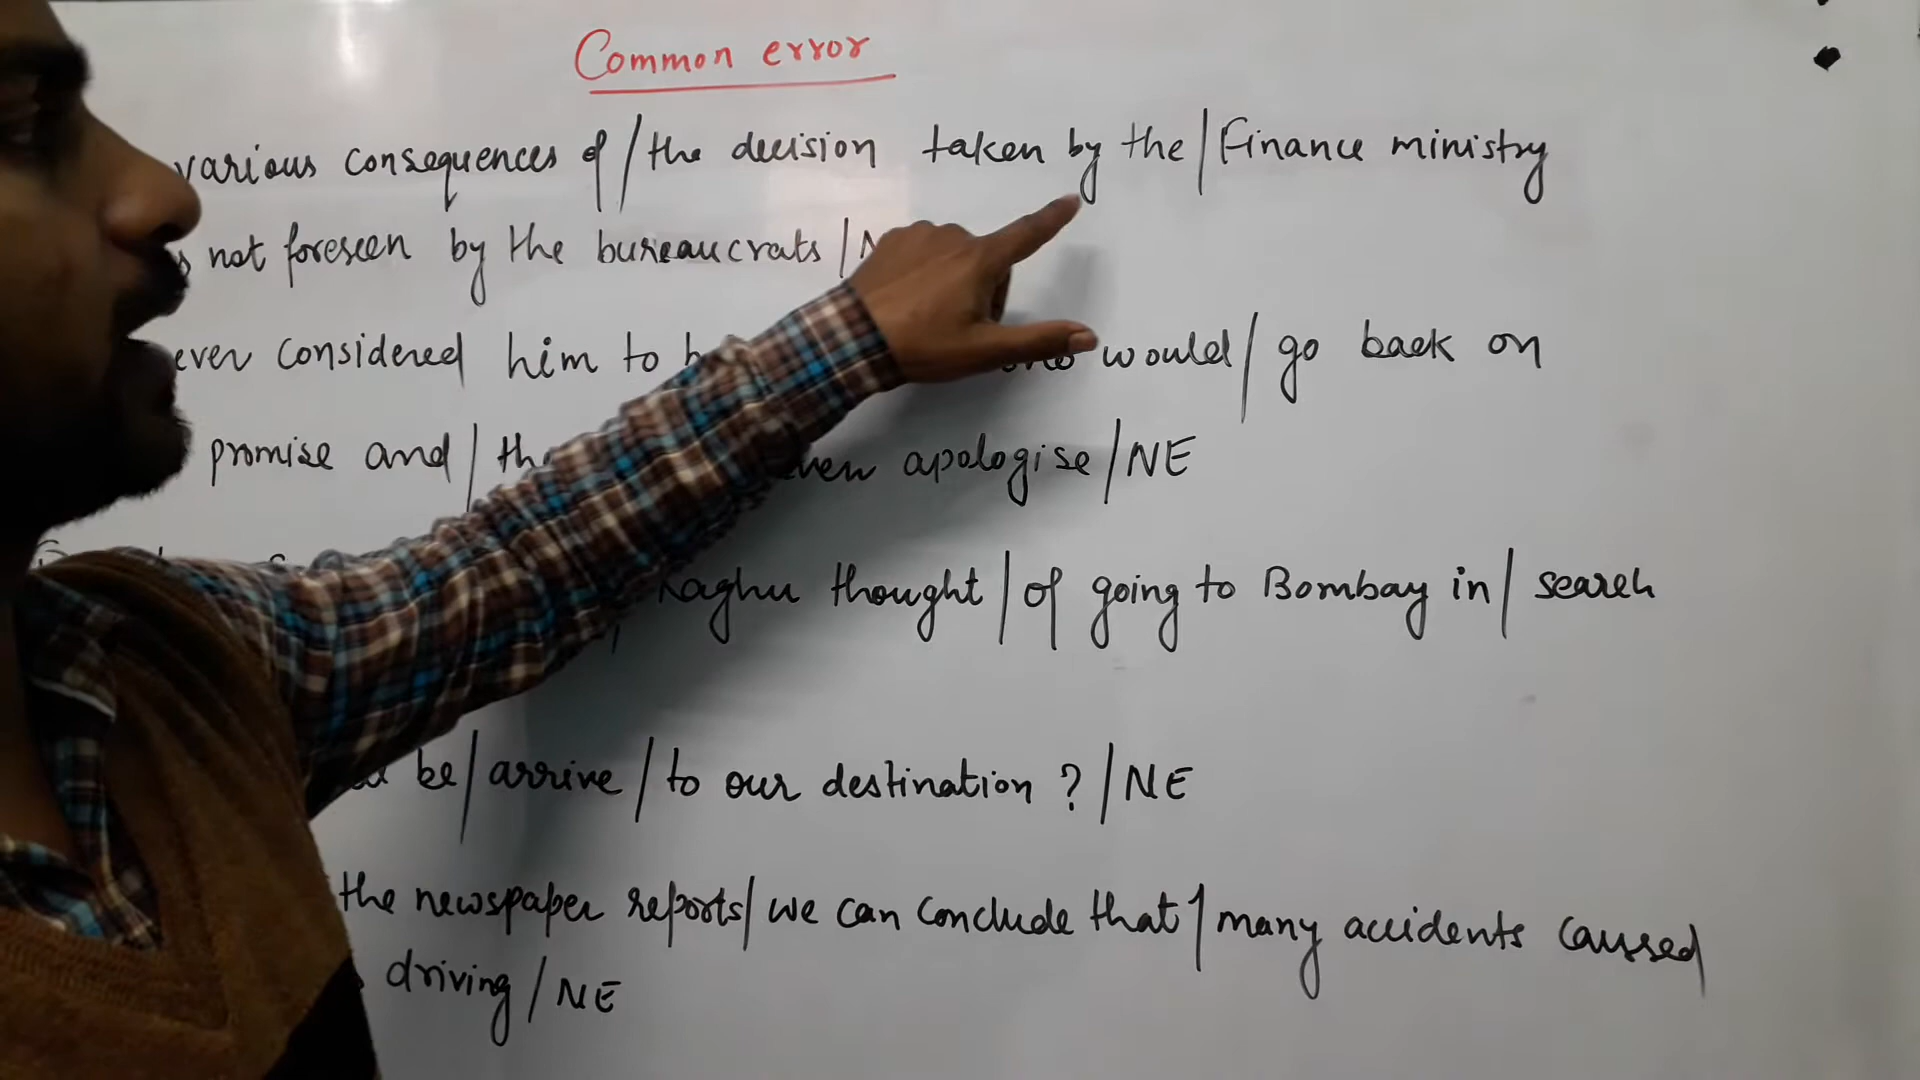 Common error
various consequences of / the decision taken by the / Finance ministry
not foreseen by the bureaucrats /
ever considered him to would / go back on
promise and / even apologise / NE
Raghu thought / of going to Bombay in / search
be / arrive / to our destination ? / NE
the newspaper reports / we can conclude that / many accidents caused
driving / NE